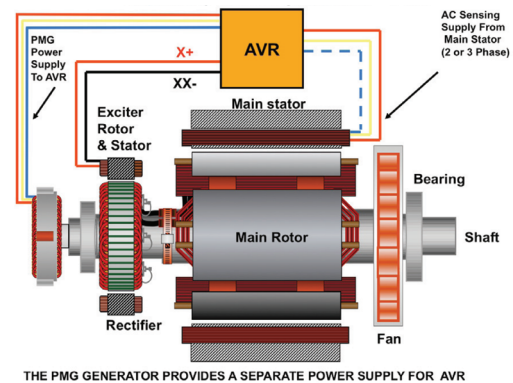 PMG
Power
Supply
To AVR
AVR
AC Sensing
Supply From
Main Stator
(2 or 3 Phase)
X+
XX-
Main stator
Exciter
Rotor
& Stator
Bearing
Main Rotor
Shaft
Rectifier
Fan
THE PMG GENERATOR PROVIDES A SEPARATE POWER SUPPLY FOR AVR